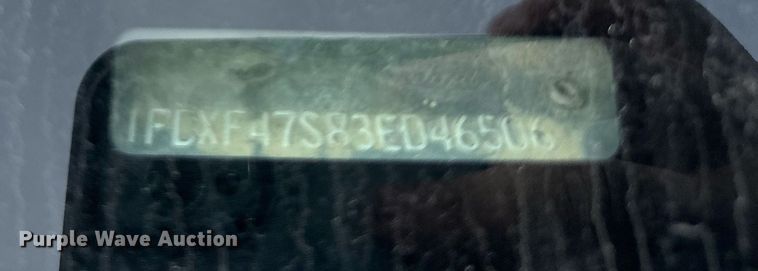 1FDXF47S83ED46506
Purple Wave Auction